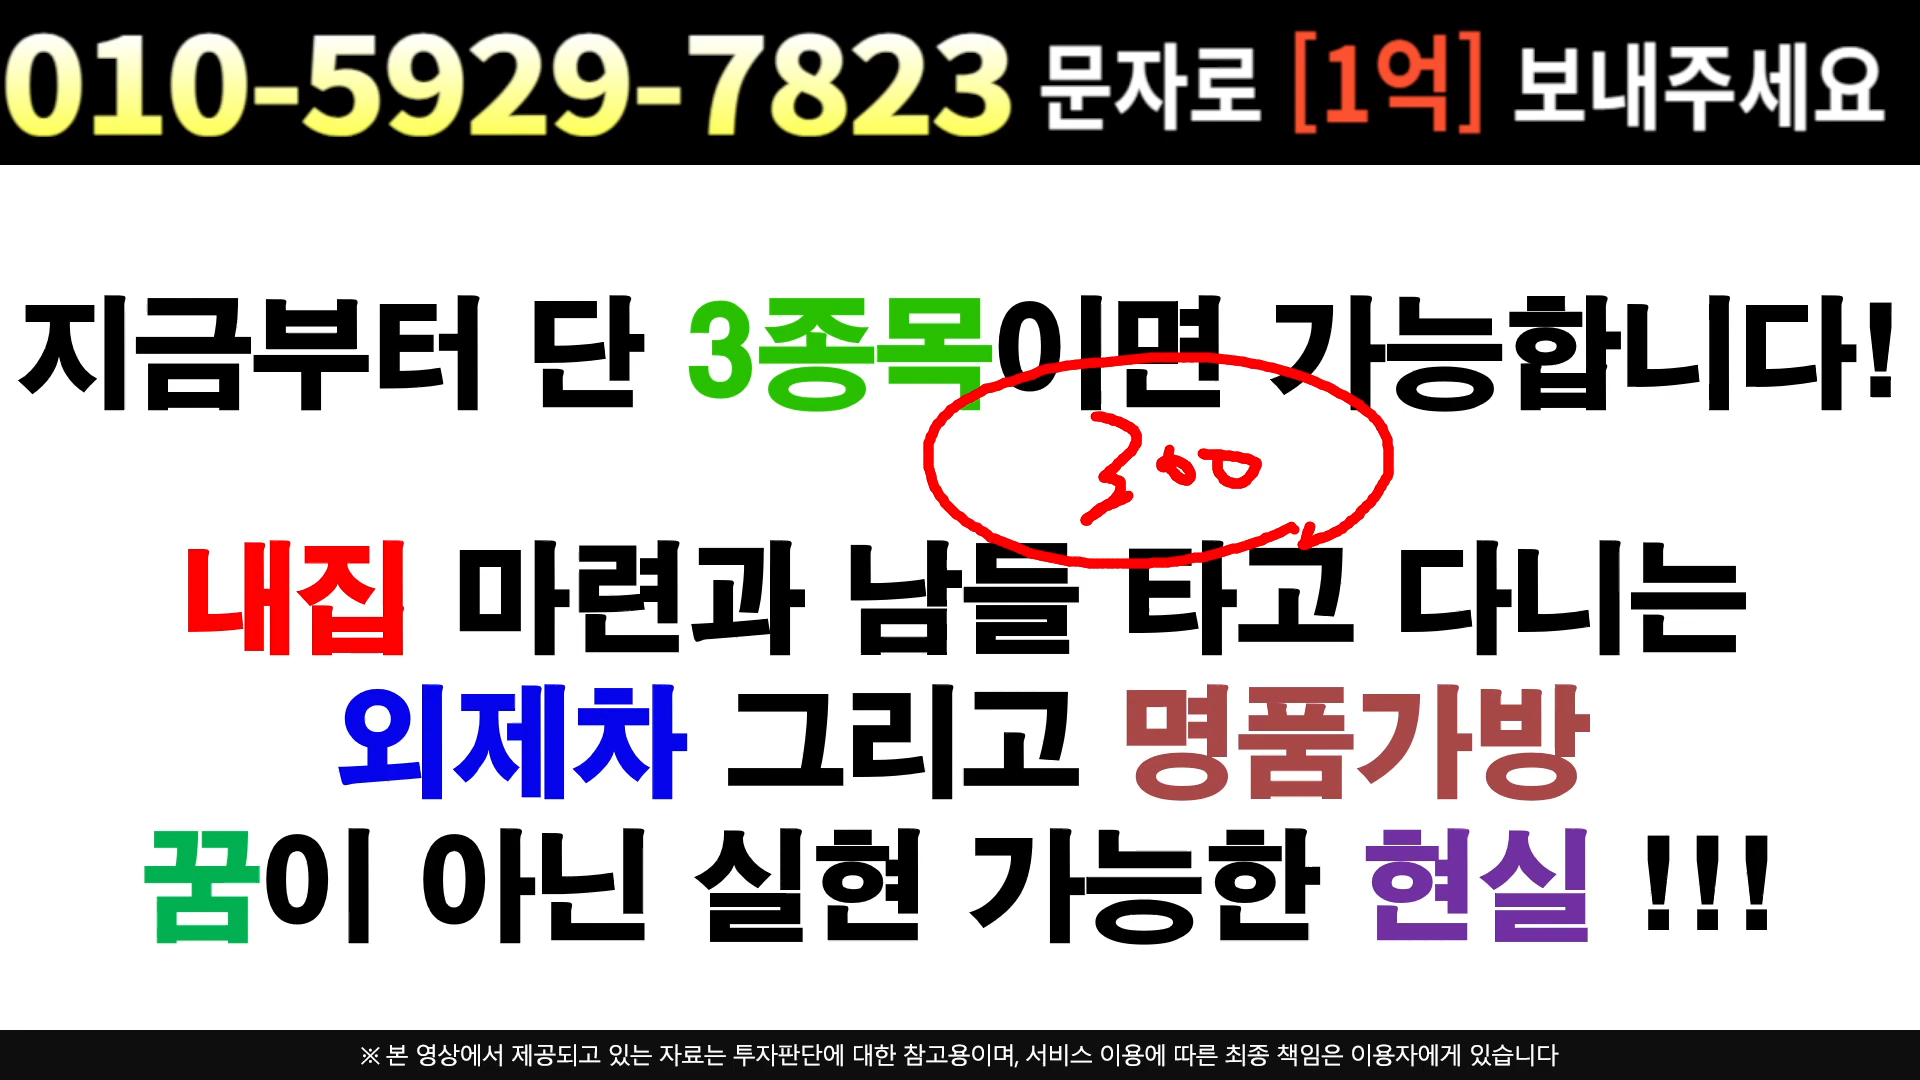 010-5929-7823 문자로 [1억] 보내주세요
지금부터 단 3종목이면 가능합니다!
300
내집 마련과 남들 타고 다니는
외제차 그리고 명품가방
꿈이 아닌 실현 가능한 현실 !!!
※ 본 영상에서 제공되고 있는 자료는 투자판단에 대한 참고용이며, 서비스 이용에 따른 최종 책임은 이용자에게 있습니다